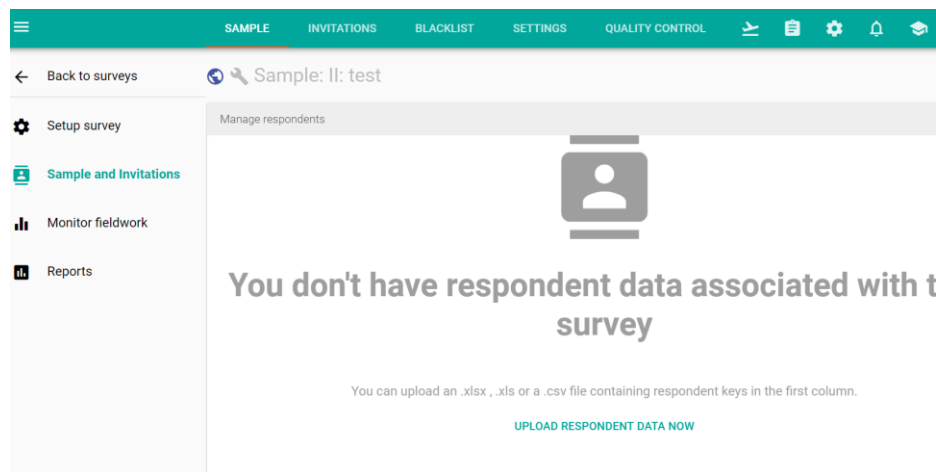 SAMPLE INVITATIONS BLACKLIST SETTINGS QUALITY CONTROL
Back to surveys
Sample: II: test
Setup survey
Manage respondents
Sample and Invitations
Monitor fieldwork
Reports
You don't have respondent data associated with t
survey
You can upload an .xlsx , .xls or a .csv file containing respondent keys in the first column.
UPLOAD RESPONDENT DATA NOW